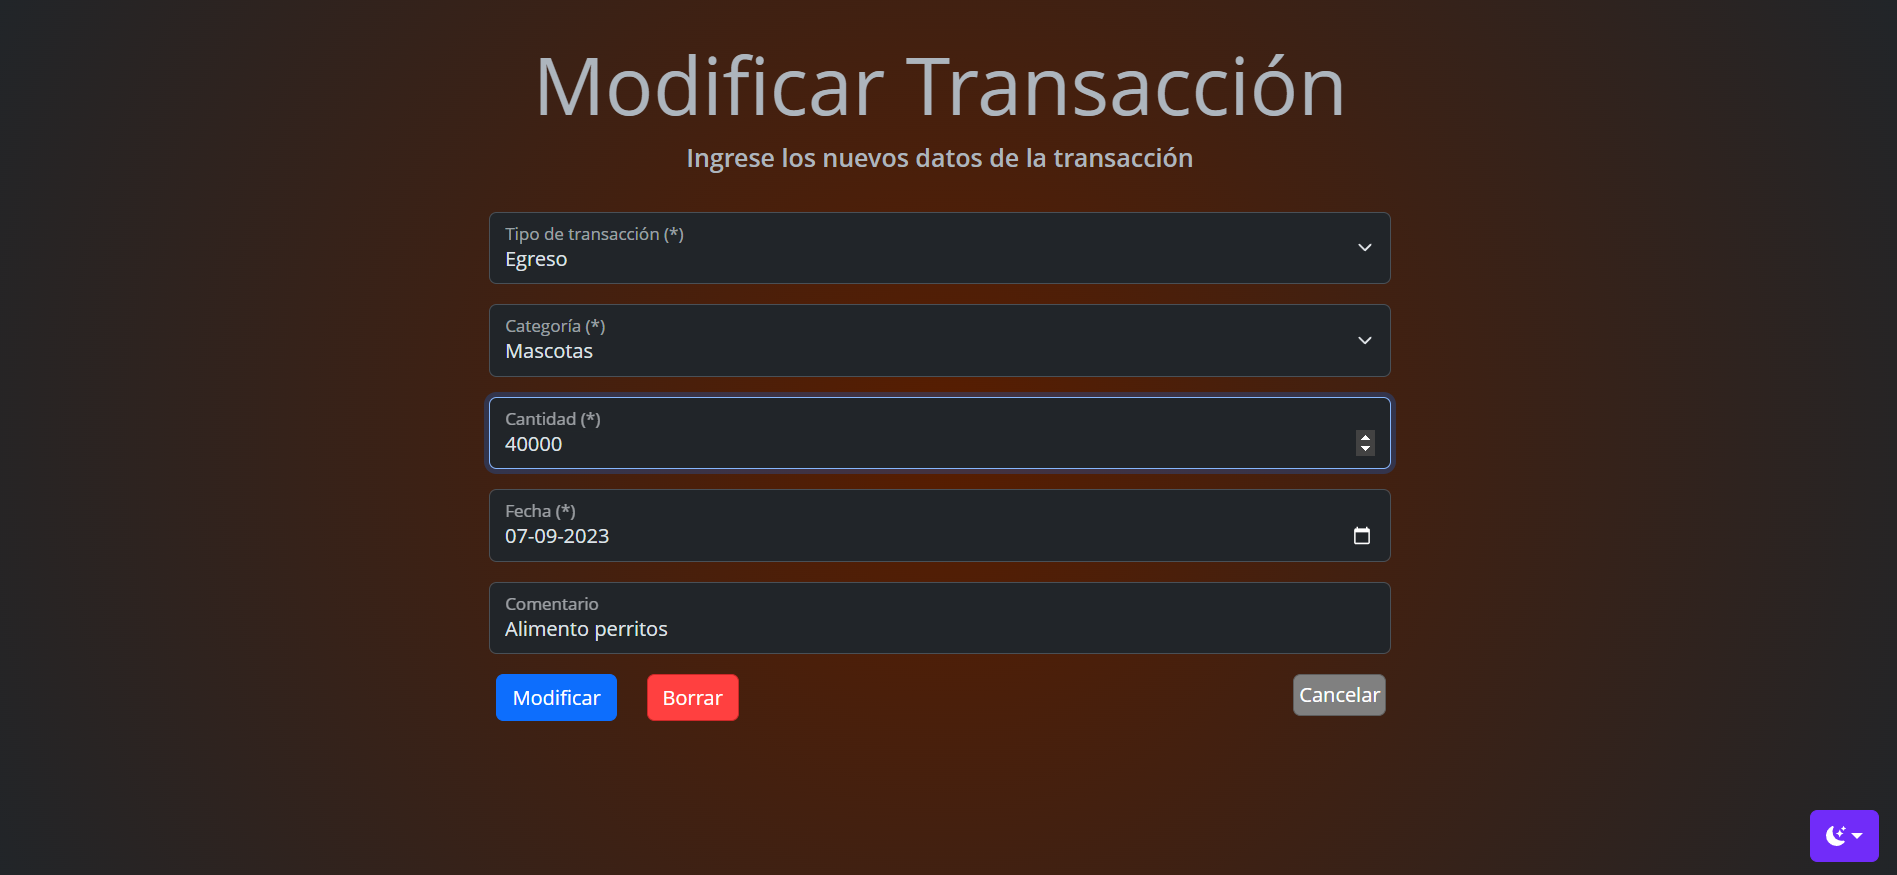 Modificar Transacción
Ingrese los nuevos datos de la transacción
Tipo de transacción (*)
Egreso
Categoría (*)
Mascotas
Cantidad (*)
40000
Fecha (*)
07-09-2023
Comentario
Alimento perritos
Modificar Borrar Cancelar